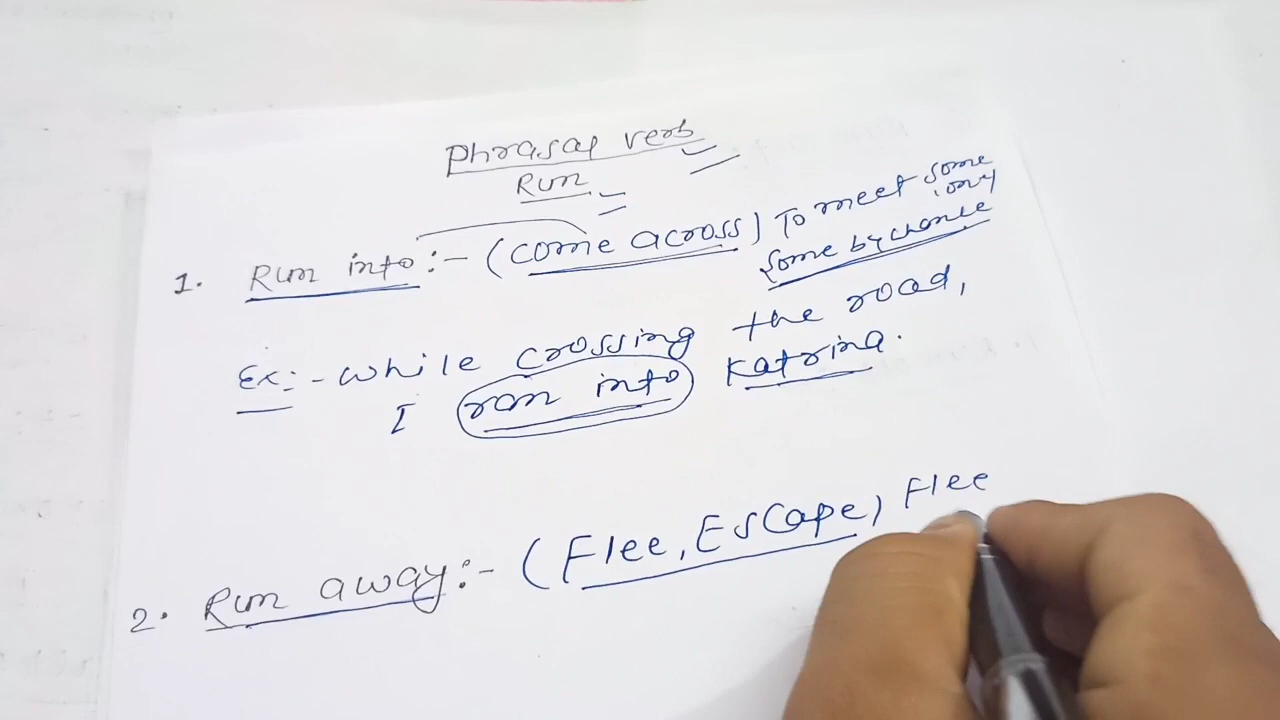 Phrasal verb
Run
1. Run into :- (come across) To meet some
some by chance
Ex:- While crossing the road,
I ran into Katrina.
2. Run away :- (Flee, Escape) Flee